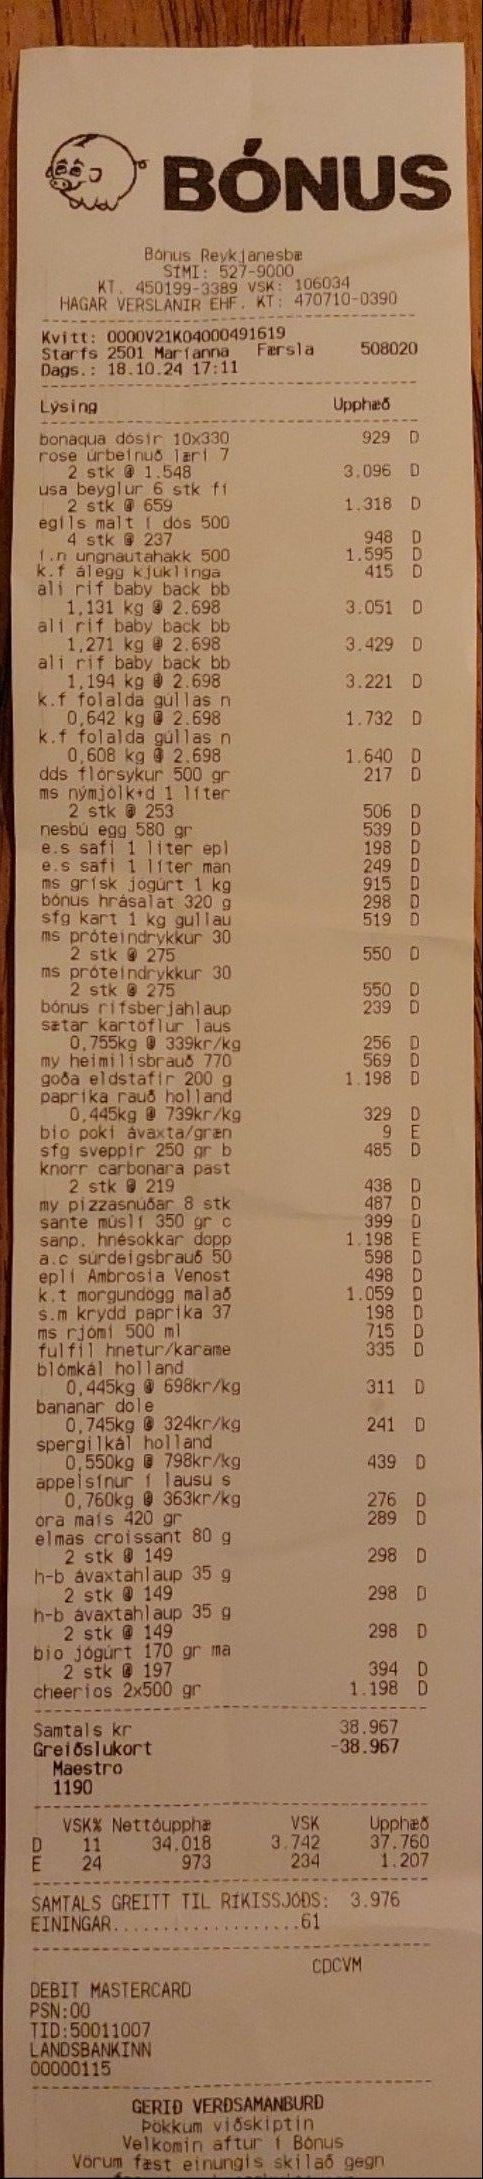 BÓNUS
Bónus Reykjanesbæ
SÍMI: 527-9000
KT. 450199-3389 VSK: 106034
HAGAR VERSLANIR EHF. KT: 470710-0390
Kvitt: 0000V21K04000491619
Starfs 2501 Maríanna Færsla 508020
Dags.: 18.10.24 17:11
Lýsing Upphæð
bonaqua dósir 10x330 929 D
rose úrbeinuð læri 7
2 stk @ 1.548 3.096 D
usa beyglur 6 stk fí
2 stk @ 659 1.318 D
egils malt í dós 500
4 stk @ 237 948 D
í.n ungnautahakk 500 1.595 D
k.f álegg kjúklinga 415 D
ali rif baby back bb
1,131 kg @ 2.698 3.051 D
ali rif baby back bb
1,271 kg @ 2.698 3.429 D
ali rif baby back bb
1,194 kg @ 2.698 3.221 D
k.f folalda gúllas n
0,642 kg @ 2.698 1.732 D
k.f folalda gúllas n
0,608 kg @ 2.698 1.640 D
dds flórsykur 500 gr 217 D
ms nýmjólk+d 1 líter
2 stk @ 253 506 D
nesbú egg 580 gr 539 D
e.s safi 1 líter epl 198 D
e.s safi 1 líter man 249 D
ms grísk jógúrt 1 kg 915 D
bónus hrásalat 320 g 298 D
sfg kart 1 kg gullau 519 D
ms próteindrykkur 30
2 stk @ 275 550 D
ms próteindrykkur 30
2 stk @ 275 550 D
bónus rifsberjahlaup 239 D
sætar kartöflur laus
0,755kg @ 339kr/kg 256 D
my heimilisbrauð 770 569 D
goða eldstafir 200 g 1.198 D
paprika rauð holland
0,445kg @ 739kr/kg 329 D
bio poki ávaxta/græn 9 E
sfg sveppir 250 gr b 485 D
knorr carbonara past
2 stk @ 219 438 D
my pizzasnúðar 8 stk 487 D
sante múslí 350 gr c 399 D
sanp. hnésokkar dopp 1.198 E
a.c súrdeigsbrauð 50 598 D
epli Ambrosia Venost 498 D
k.t morgundögg malað 1.059 D
s.m krydd paprika 37 198 D
ms rjómi 500 ml 715 D
fulfil hnetur/karame 335 D
blómkál holland
0,445kg @ 698kr/kg 311 D
bananar dole
0,745kg @ 324kr/kg 241 D
spergilkál holland
0,550kg @ 798kr/kg 439 D
appelsínur í lausu s
0,760kg @ 363kr/kg 276 D
ora maís 420 gr 289 D
elmas croissant 80 g
2 stk @ 149 298 D
h-b ávaxtahlaup 35 g
2 stk @ 149 298 D
h-b ávaxtahlaup 35 g
2 stk @ 149 298 D
bio jógúrt 170 gr ma
2 stk @ 197 394 D
cheerios 2x500 gr 1.198 D
Samtals kr 38.967
Greiðslukort -38.967
Maestro
1190
VSK% Nettóupphæ VSK Upphæð
D 11 34.018 3.742 37.760
E 24 973 234 1.207
SAMTALS GREITT TIL RÍKISSJÓÐS: 3.976
EININGAR...................61
CDCVM
DEBIT MASTERCARD
PSN:00
TID:50011007
LANDSBANKINN
00000115
GERIÐ VERÐSAMANBURÐ
Þökkum viðskiptin
Velkomin aftur í Bónus
Vörum fæst einungis skilað gegn